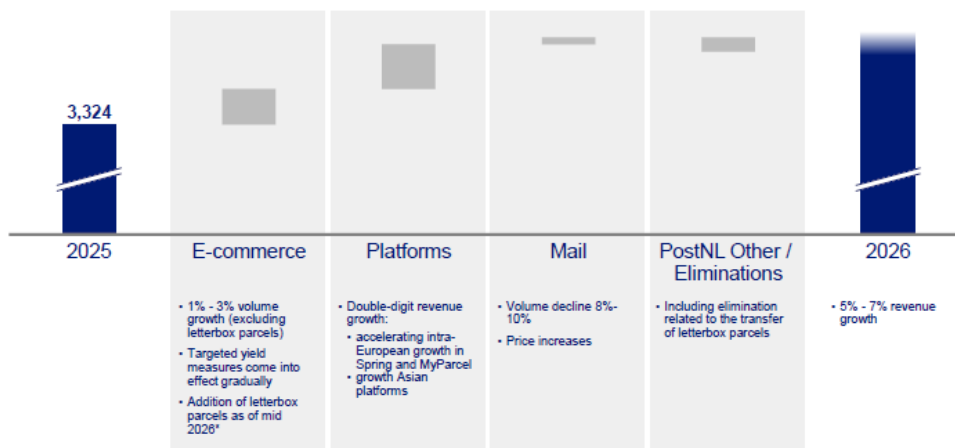 3,324
2025
E-commerce
Platforms
Mail
PostNL Other /
Eliminations
2026
• 1% - 3% volume
growth (excluding
letterbox parcels)
• Targeted yield
measures come into
effect gradually
• Addition of letterbox
parcels as of mid
2026*
• Double-digit revenue
growth:
• accelerating intra-
European growth in
Spring and MyParcel
• growth Asian
platforms
• Volume decline 8%-
10%
• Price increases
• Including elimination
related to the transfer
of letterbox parcels
• 5% - 7% revenue
growth